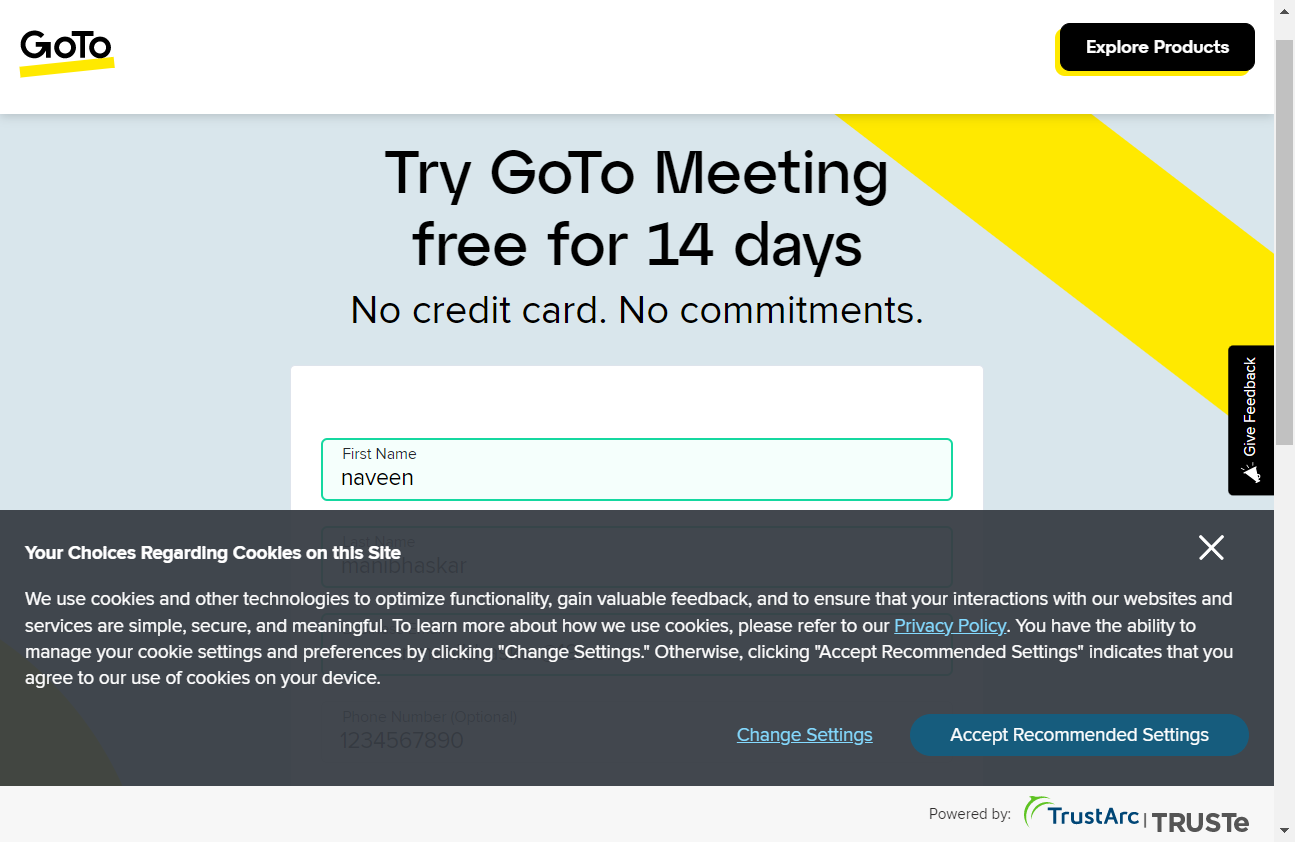 GoTo
Explore Products
Try GoTo Meeting
free for 14 days
No credit card. No commitments.
Give Feedback
First Name
naveen
Last Name
manibhaskar
Your Choices Regarding Cookies on this Site
We use cookies and other technologies to optimize functionality, gain valuable feedback, and to ensure that your interactions with our websites and
services are simple, secure, and meaningful. To learn more about how we use cookies, please refer to our Privacy Policy. You have the ability to
manage your cookie settings and preferences by clicking "Change Settings." Otherwise, clicking "Accept Recommended Settings" indicates that you
agree to our use of cookies on your device.
Phone Number (Optional)
1234567890
Change Settings
Accept Recommended Settings
Powered by: TrustArc | TRUSTe